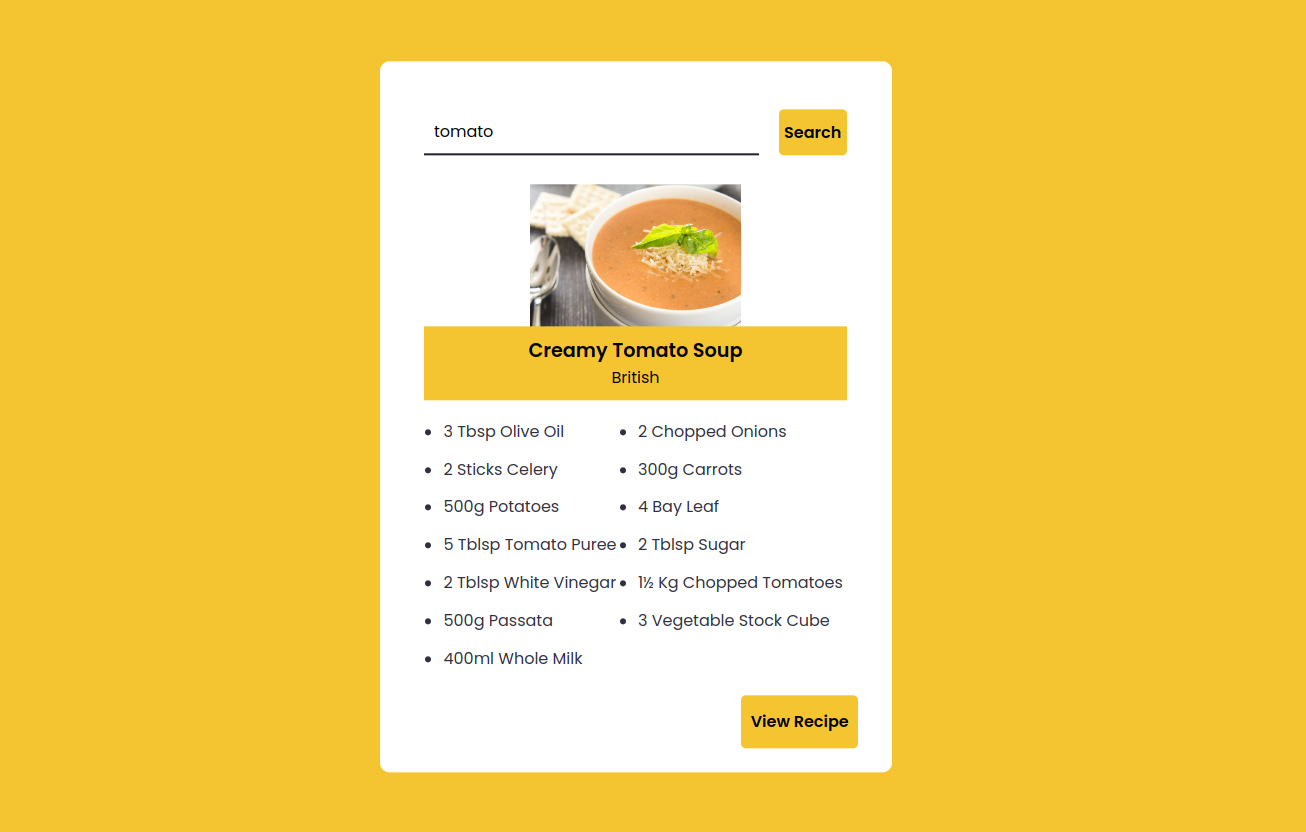 tomato
Search
Creamy Tomato Soup
British
3 Tbsp Olive Oil
2 Chopped Onions
2 Sticks Celery
300g Carrots
500g Potatoes
4 Bay Leaf
5 Tblsp Tomato Puree
2 Tblsp Sugar
2 Tblsp White Vinegar
1½ Kg Chopped Tomatoes
500g Passata
3 Vegetable Stock Cube
400ml Whole Milk
View Recipe